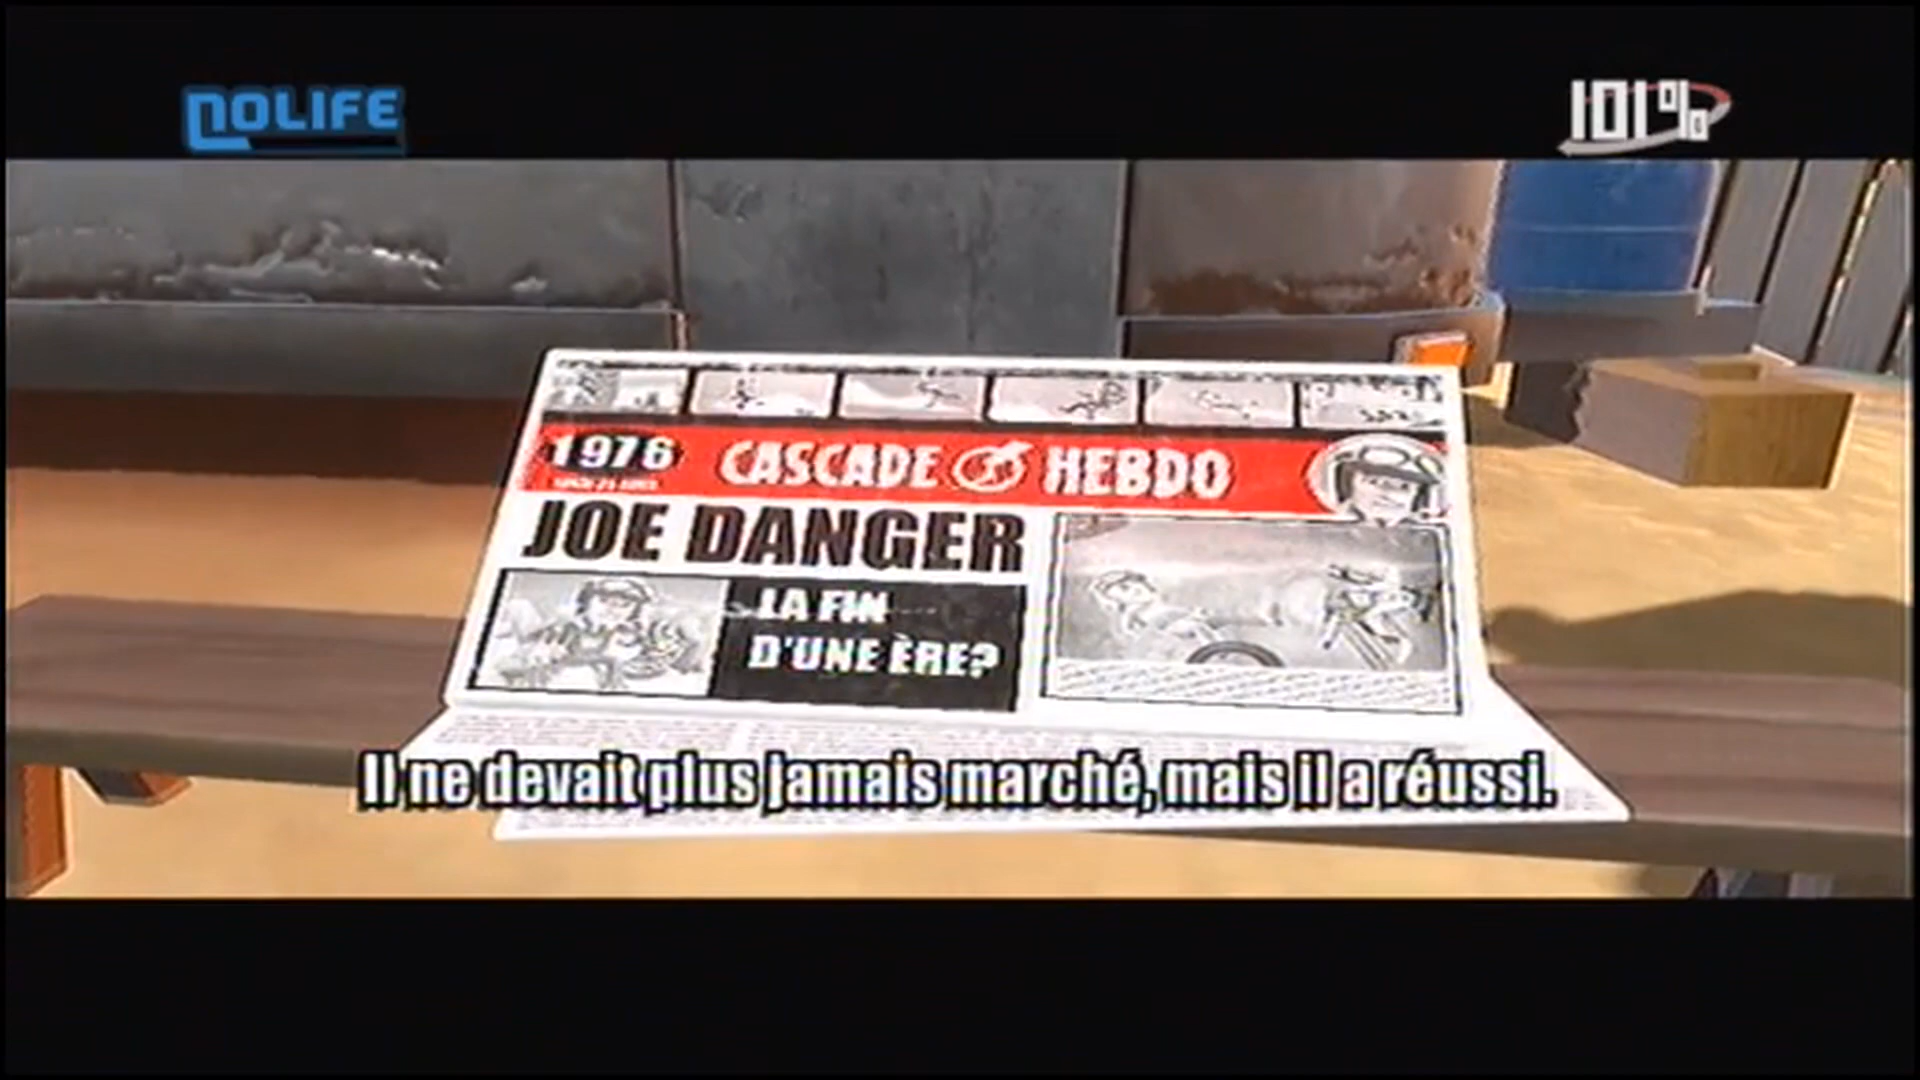 NOLIFE
101%
1976
CASCADE HEBDO
JOE DANGER
LA FIN
D'UNE ÈRE?
Il ne devait plus jamais marché, mais il a réussi.